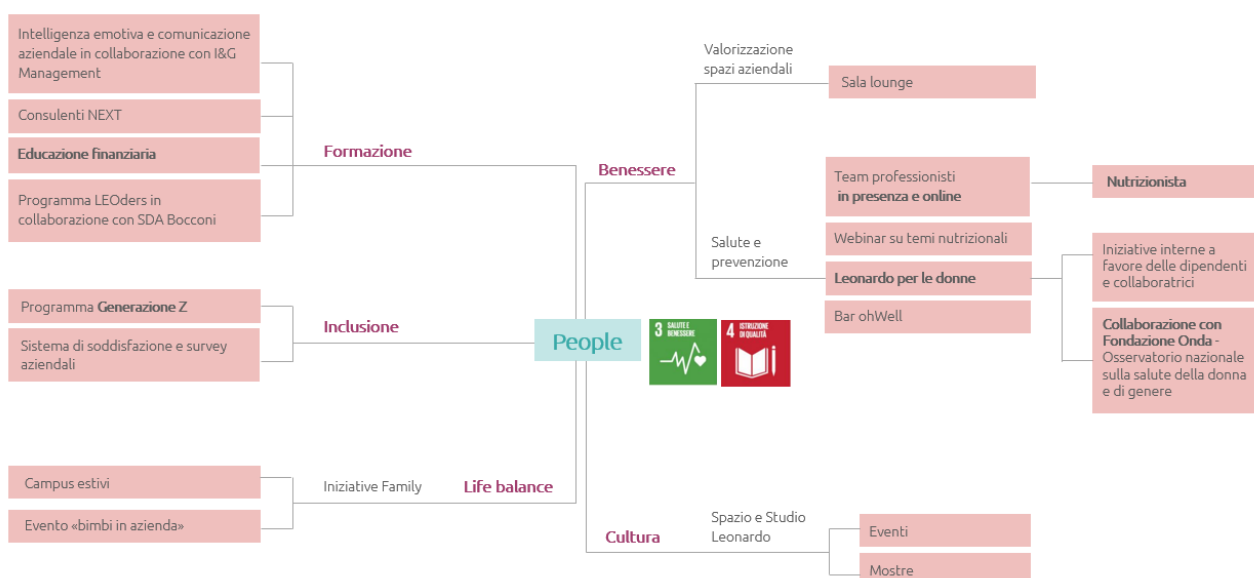 Intelligenza emotiva e comunicazione
aziendale in collaborazione con I&G
Management
Consulenti NEXT
Educazione finanziaria
Programma LEOders in
collaborazione con SDA Bocconi
Formazione
Programma Generazione Z
Sistema di soddisfazione e survey
aziendali
Inclusione
Campus estivi
Evento «bimbi in azienda»
Iniziative Family
Life balance
People
3 SALUTE E
BENESSERE
4 ISTRUZIONE
DI QUALITÀ
Benessere
Valorizzazione
spazi aziendali
Sala lounge
Salute e
prevenzione
Team professionisti
in presenza e online
Nutrizionista
Webinar su temi nutrizionali
Leonardo per le donne
Iniziative interne a
favore delle dipendenti
e collaboratrici
Collaborazione con
Fondazione Onda -
Osservatorio nazionale
sulla salute della donna
e di genere
Bar ohWell
Cultura
Spazio e Studio
Leonardo
Eventi
Mostre